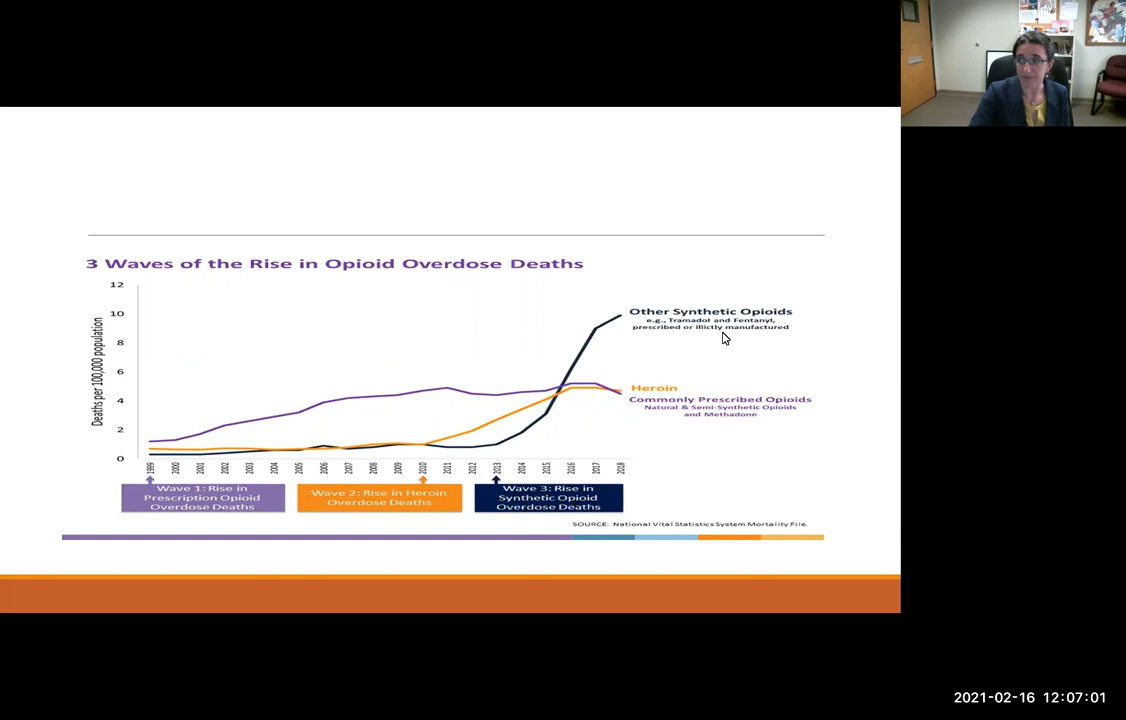 3 Waves of the Rise in Opioid Overdose Deaths
12
10
8
6
4
2
0
Deaths per 100,000 population
Other Synthetic Opioids
e.g., Tramadol and Fentanyl,
prescribed or illictly manufactured
Heroin
Commonly Prescribed Opioids
Natural & Semi-Synthetic Opioids
and Methadone
1999 2000 2001 2002 2003 2004 2005 2006 2007 2008 2009 2010 2011 2012 2013 2014 2015 2016 2017 2018
Wave 1: Rise in
Prescription Opioid
Overdose Deaths
Wave 2: Rise in Heroin
Overdose Deaths
Wave 3: Rise in
Synthetic Opioid
Overdose Deaths
SOURCE: National Vital Statistics System Mortality File.
2021-02-16 12:07:01